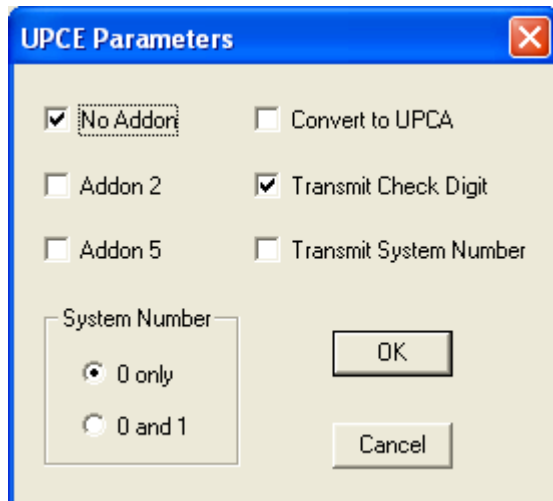 UPCE Parameters
No Addon
Convert to UPCA
Addon 2
Transmit Check Digit
Addon 5
Transmit System Number
System Number
0 only
0 and 1
OK
Cancel